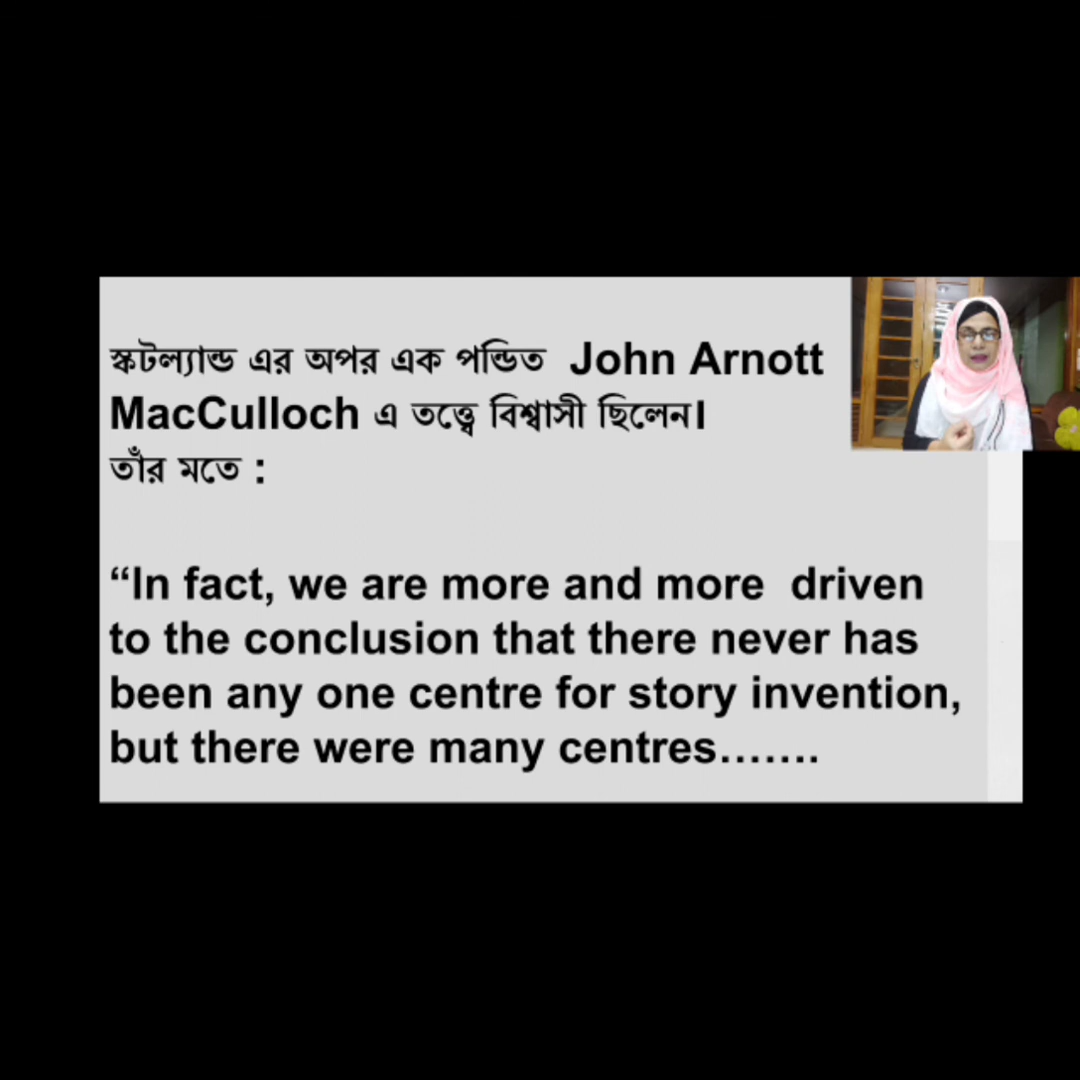 স্কটল্যান্ড এর অপর এক পন্ডিত John Arnott
MacCulloch এ তত্ত্বে বিশ্বাসী ছিলেন।
তাঁর মতে :
“In fact, we are more and more driven
to the conclusion that there never has
been any one centre for story invention,
but there were many centres.......